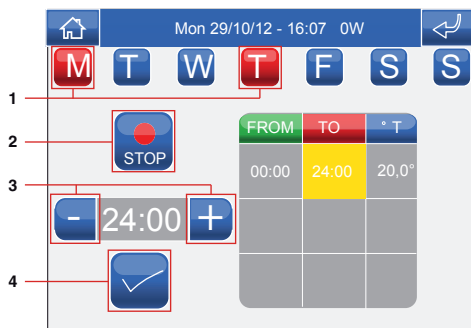 Mon 29/10/12 - 16:07 0W
M T W T F S S
1
2
STOP
FROM TO ° T
00:00 24:00 20,0°
3
- 24:00 +
4